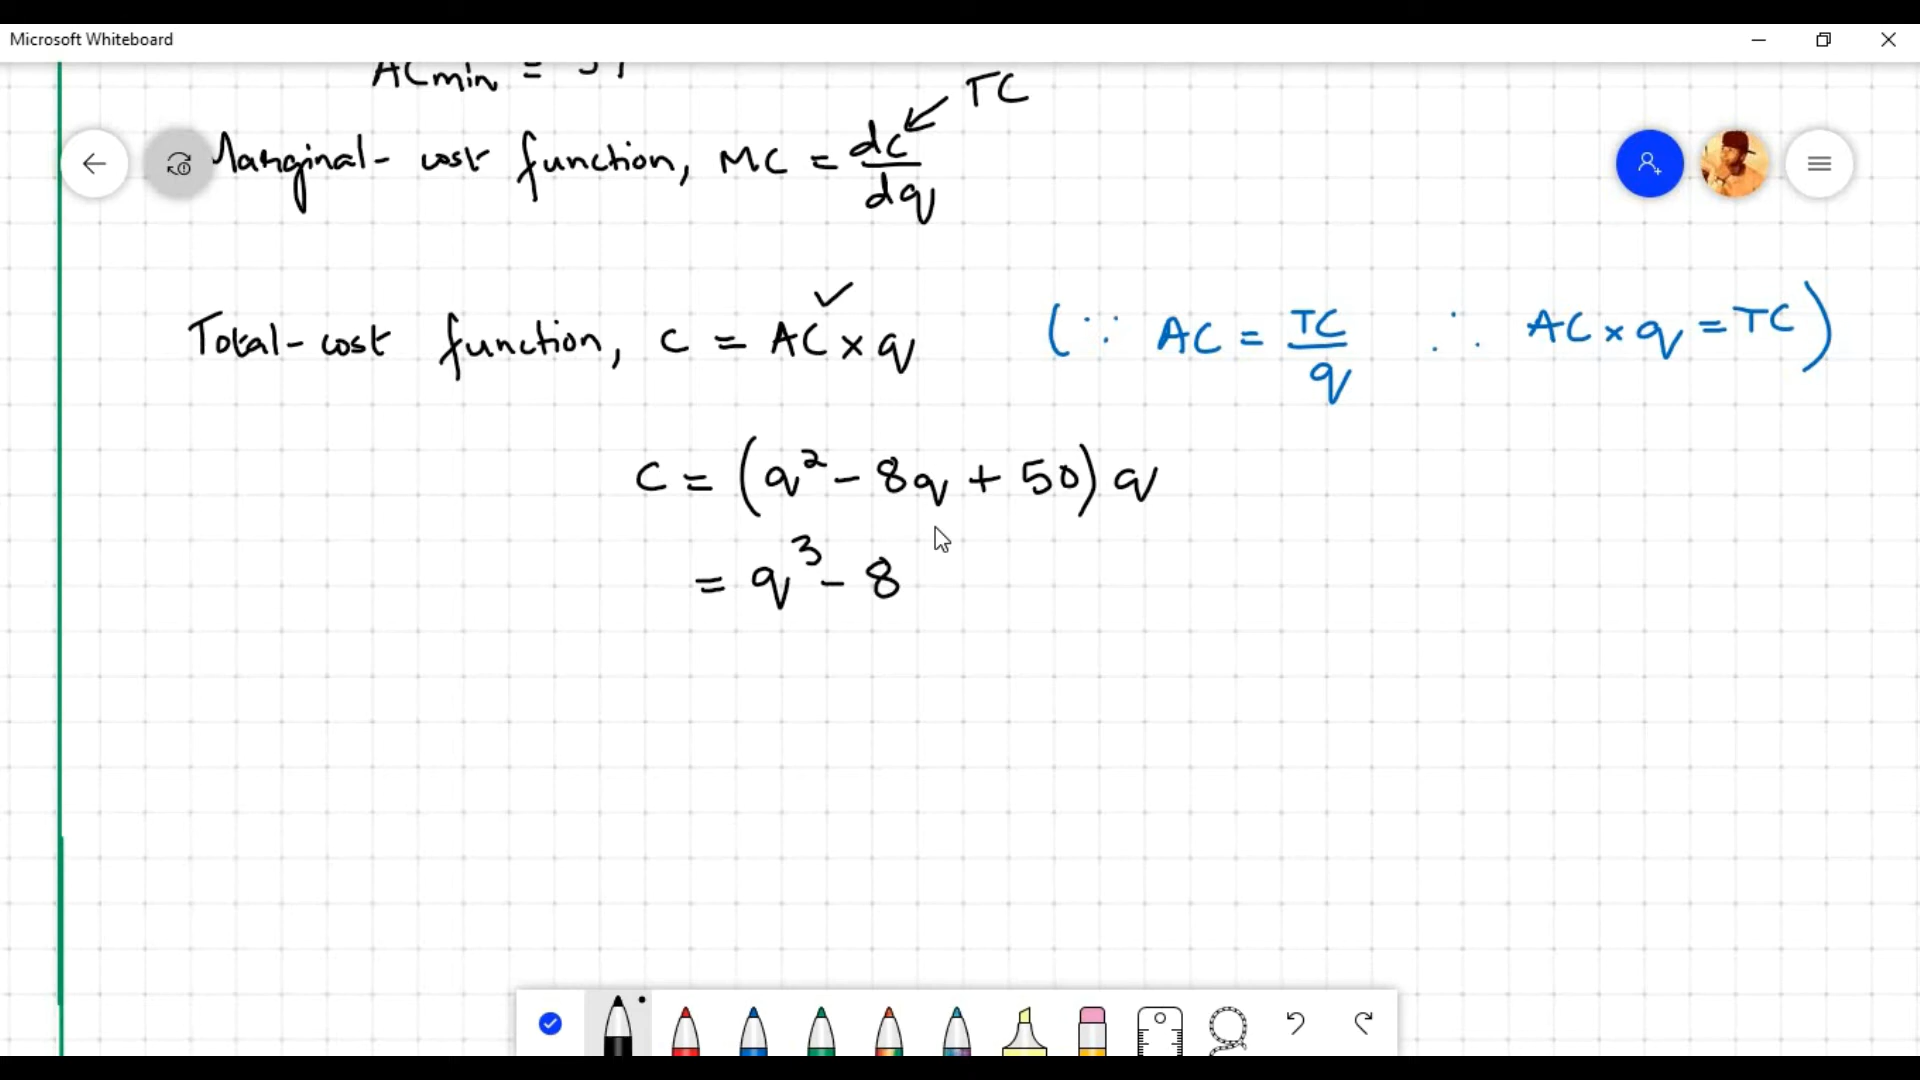 Microsoft Whiteboard
ACmin =
TC
Marginal-cost function, MC = dc/dq
Total-cost function, C = AC × q (∵ AC = TC/q ∴ AC × q = TC)
✓
C = (q² - 8q + 50) q
= q³ - 8